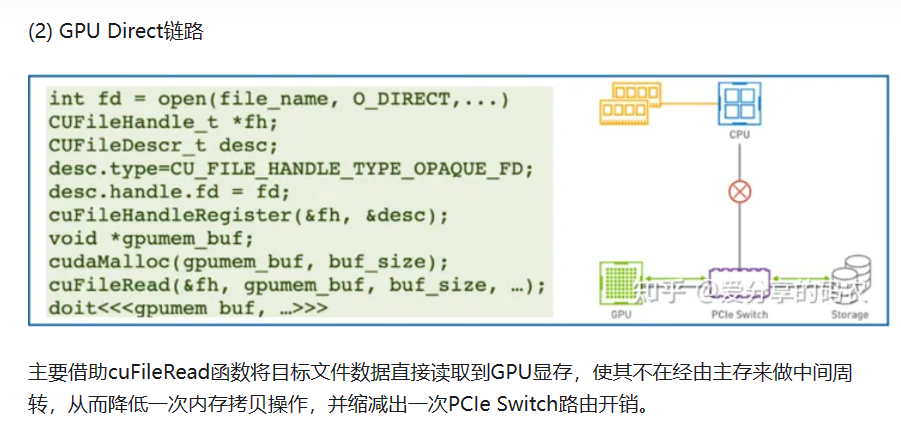 (2) GPU Direct链路
int fd = open(file_name, O_DIRECT,...)
CUFileHandle_t *fh;
CUFileDescr_t desc;
desc.type=CU_FILE_HANDLE_TYPE_OPAQUE_FD;
desc.handle.fd = fd;
cuFileHandleRegister(&fh, &desc);
void *gpumem_buf;
cudaMalloc(gpumem_buf, buf_size);
cuFileRead(&fh, gpumem_buf, buf_size, …);
doit<<<gpumem_buf, …>>>
CPU
知乎 @爱分享的码农
GPU
PCIe Switch
Storage
主要借助cuFileRead函数将目标文件数据直接读取到GPU显存，使其不在经由主存来做中间周
转，从而降低一次内存拷贝操作，并缩减出一次PCIe Switch路由开销。